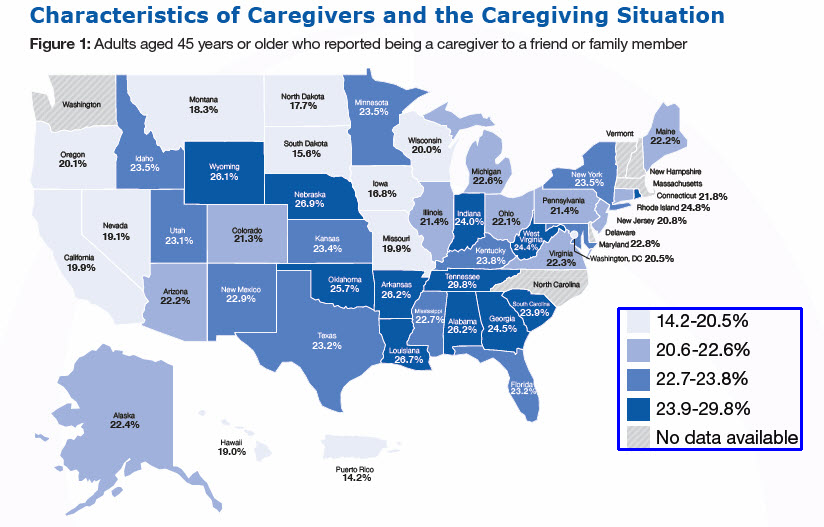 Characteristics of Caregivers and the Caregiving Situation
Figure 1: Adults aged 45 years or older who reported being a caregiver to a friend or family member
Washington
Montana
18.3%
North Dakota
17.7%
Minnesota
23.5%
Wisconsin
20.0%
Vermont
Maine
22.2%
Oregon
20.1%
Idaho
23.5%
Wyoming
26.1%
South Dakota
15.6%
Michigan
22.6%
New York
23.5%
New Hampshire
Massachusetts
Connecticut 21.8%
Rhode Island 24.8%
New Jersey 20.8%
Delaware
Maryland 22.8%
Washington, DC 20.5%
Nebraska
26.9%
Iowa
16.8%
Illinois
21.4%
Indiana
24.0%
Ohio
22.1%
Pennsylvania
21.4%
Nevada
19.1%
Utah
23.1%
Colorado
21.3%
Kansas
23.4%
Missouri
19.9%
Kentucky
23.8%
West
Virginia
24.4%
Virginia
22.3%
California
19.9%
Arizona
22.2%
New Mexico
22.9%
Oklahoma
25.7%
Arkansas
26.2%
Tennessee
29.8%
North Carolina
South Carolina
23.9%
Texas
23.2%
Louisiana
26.7%
Mississippi
22.7%
Alabama
26.2%
Georgia
24.5%
Florida
23.2%
Alaska
22.4%
Hawaii
19.0%
Puerto Rico
14.2%
14.2-20.5%
20.6-22.6%
22.7-23.8%
23.9-29.8%
No data available